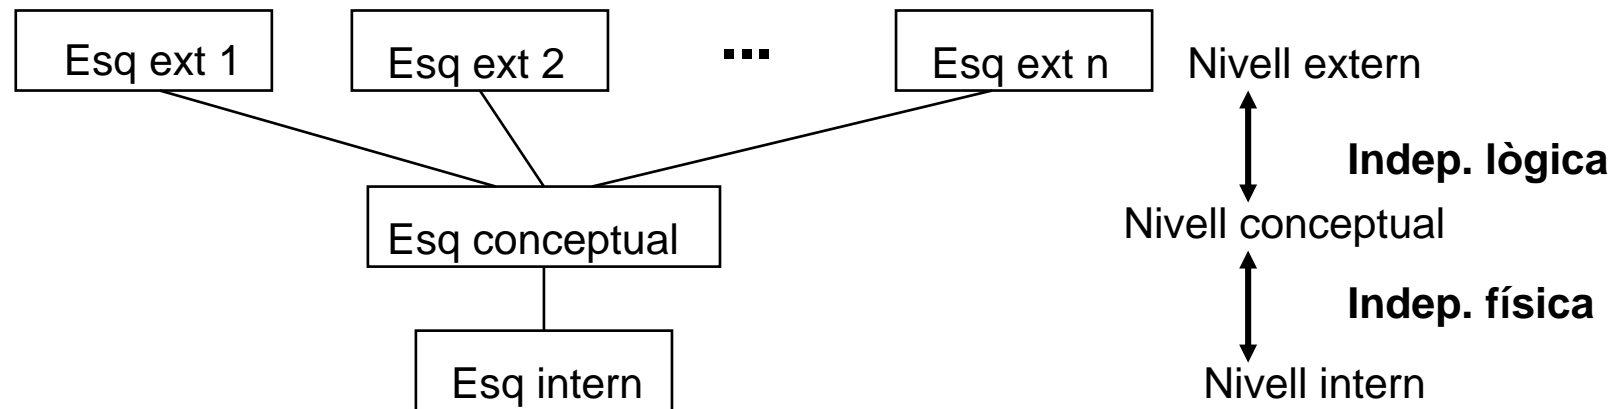 Esq ext 1
Esq ext 2
...
Esq ext n
Nivell extern
Indep. lògica
Esq conceptual
Nivell conceptual
Indep. física
Esq intern
Nivell intern